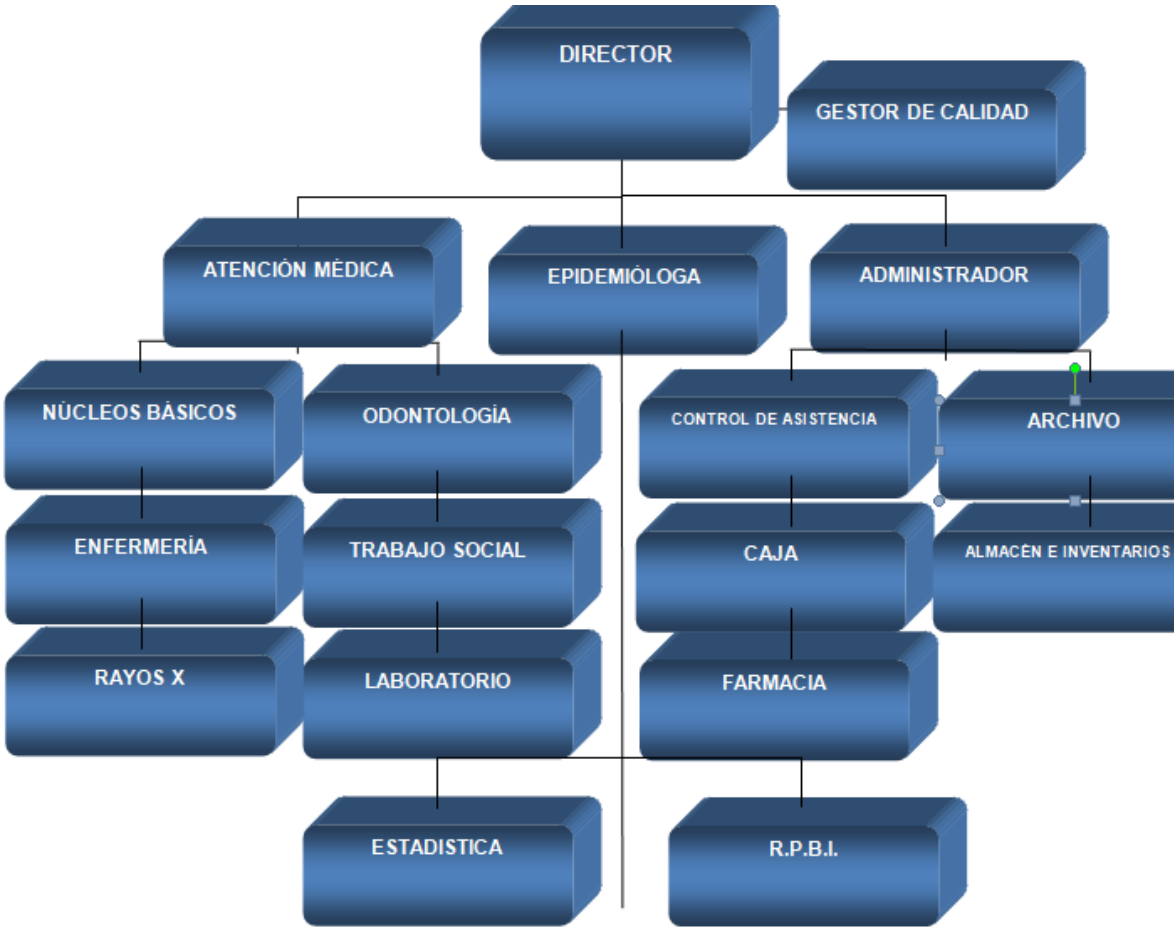 DIRECTOR
GESTOR DE CALIDAD
ATENCIÓN MÉDICA
EPIDEMIÓLOGA
ADMINISTRADOR
NÚCLEOS BÁSICOS
ODONTOLOGÍA
CONTROL DE ASISTENCIA
ARCHIVO
ENFERMERÍA
TRABAJO SOCIAL
CAJA
ALMACÉN E INVENTARIOS
RAYOS X
LABORATORIO
FARMACIA
ESTADISTICA
R.P.B.I.